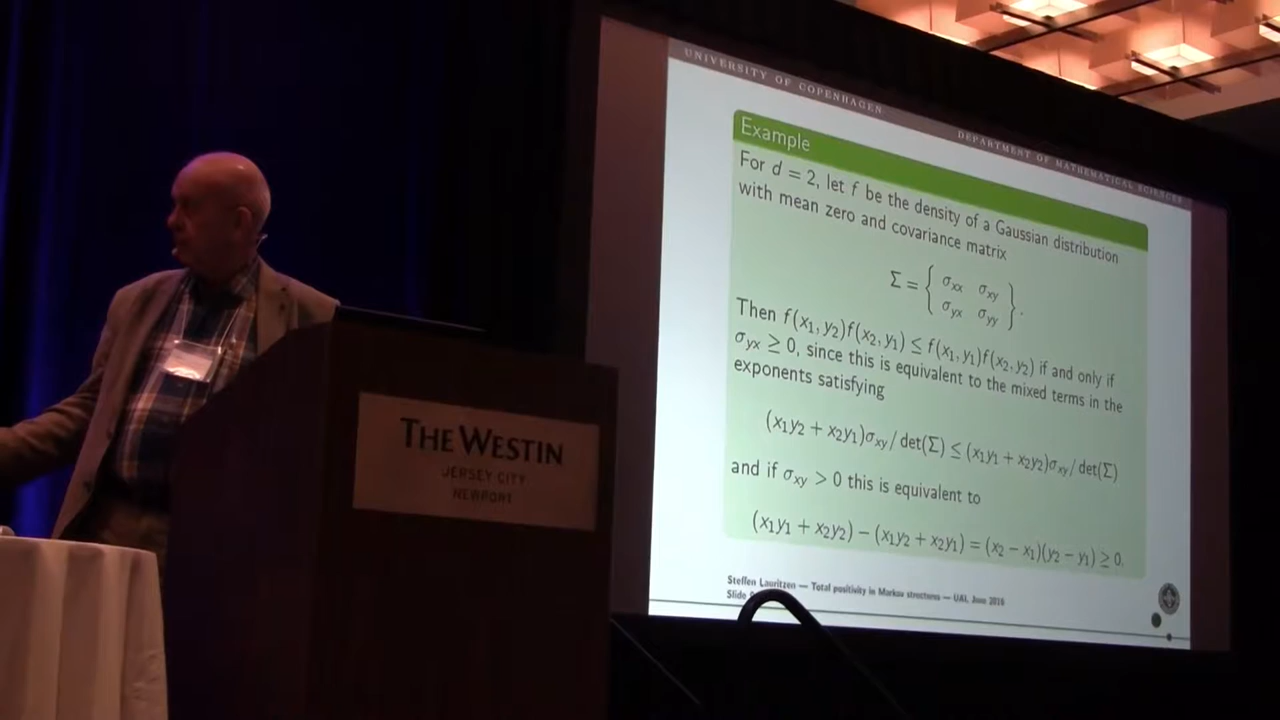 UNIVERSITY OF COPENHAGEN
DEPARTMENT OF MATHEMATICAL SCIENCES
Example
For d = 2, let f be the density of a Gaussian distribution
with mean zero and covariance matrix
Σ = { σxx σxy
σyx σyy } .
Then f(x₁, y₂)f(x₂, y₁) ≤ f(x₁, y₁)f(x₂, y₂) if and only if
σyx ≥ 0, since this is equivalent to the mixed terms in the
exponents satisfying
(x₁y₂ + x₂y₁)σxy/ det(Σ) ≤ (x₁y₁ + x₂y₂)σxy/ det(Σ)
and if σxy > 0 this is equivalent to
(x₁y₁ + x₂y₂) − (x₁y₂ + x₂y₁) = (x₂ − x₁)(y₂ − y₁) ≥ 0.
Steffen Lauritzen — Total positivity in Markov structures — UAI, June 2016
Slide
THE WESTIN
JERSEY CITY
NEWPORT